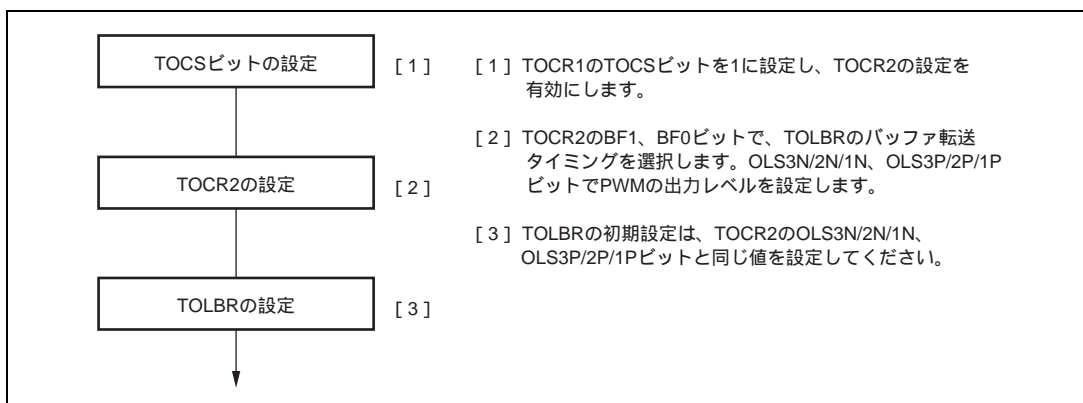 TOCSビットの設定
[1]
TOCR2の設定
[2]
TOLBRの設定
[3]
[1] TOCR1のTOCSビットを1に設定し、TOCR2の設定を
有効にします。
[2] TOCR2のBF1、BF0ビットで、TOLBRのバッファ転送
タイミングを選択します。OLS3N/2N/1N、OLS3P/2P/1P
ビットでPWMの出力レベルを設定します。
[3] TOLBRの初期設定は、TOCR2のOLS3N/2N/1N、
OLS3P/2P/1Pビットと同じ値を設定してください。